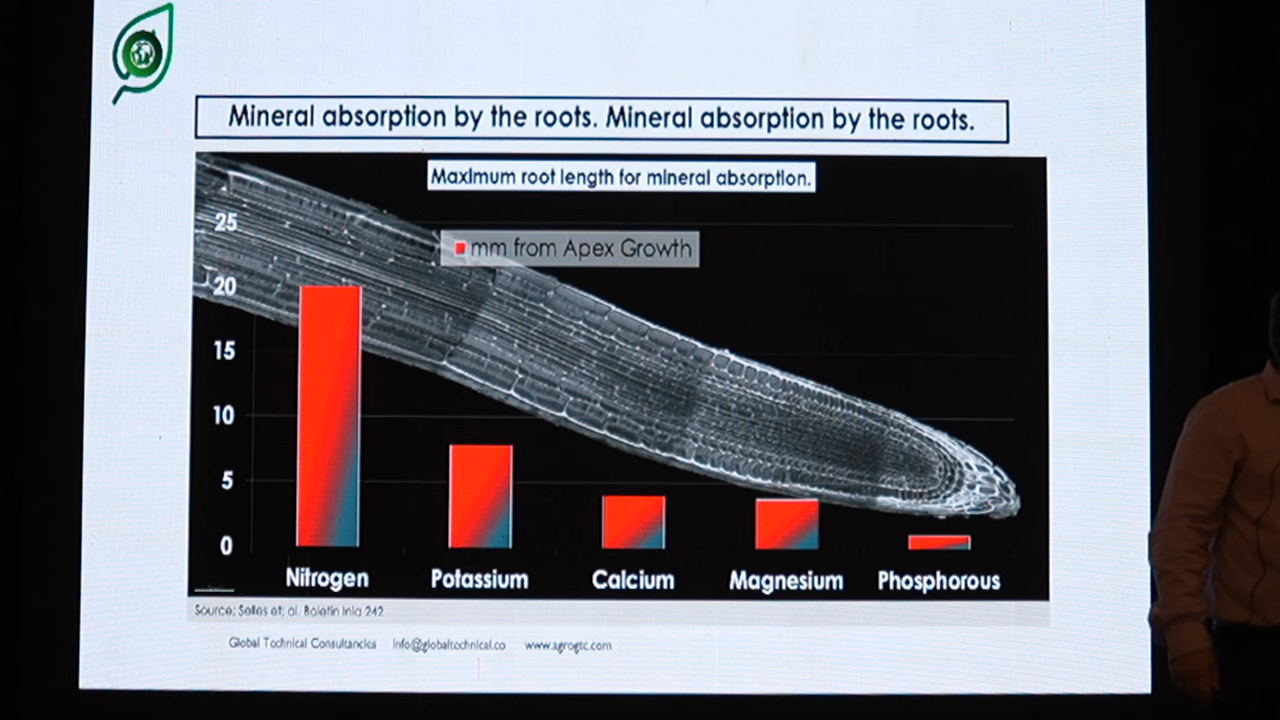 Mineral absorption by the roots. Mineral absorption by the roots.
Maximum root length for mineral absorption.
mm from Apex Growth
25
20
15
10
5
0
Nitrogen Potassium Calcium Magnesium Phosphorous
Source: Selles et; al. Boletin Inia 242
Global Technical Consultancies info@globaltechnical.co www.agrogtc.com